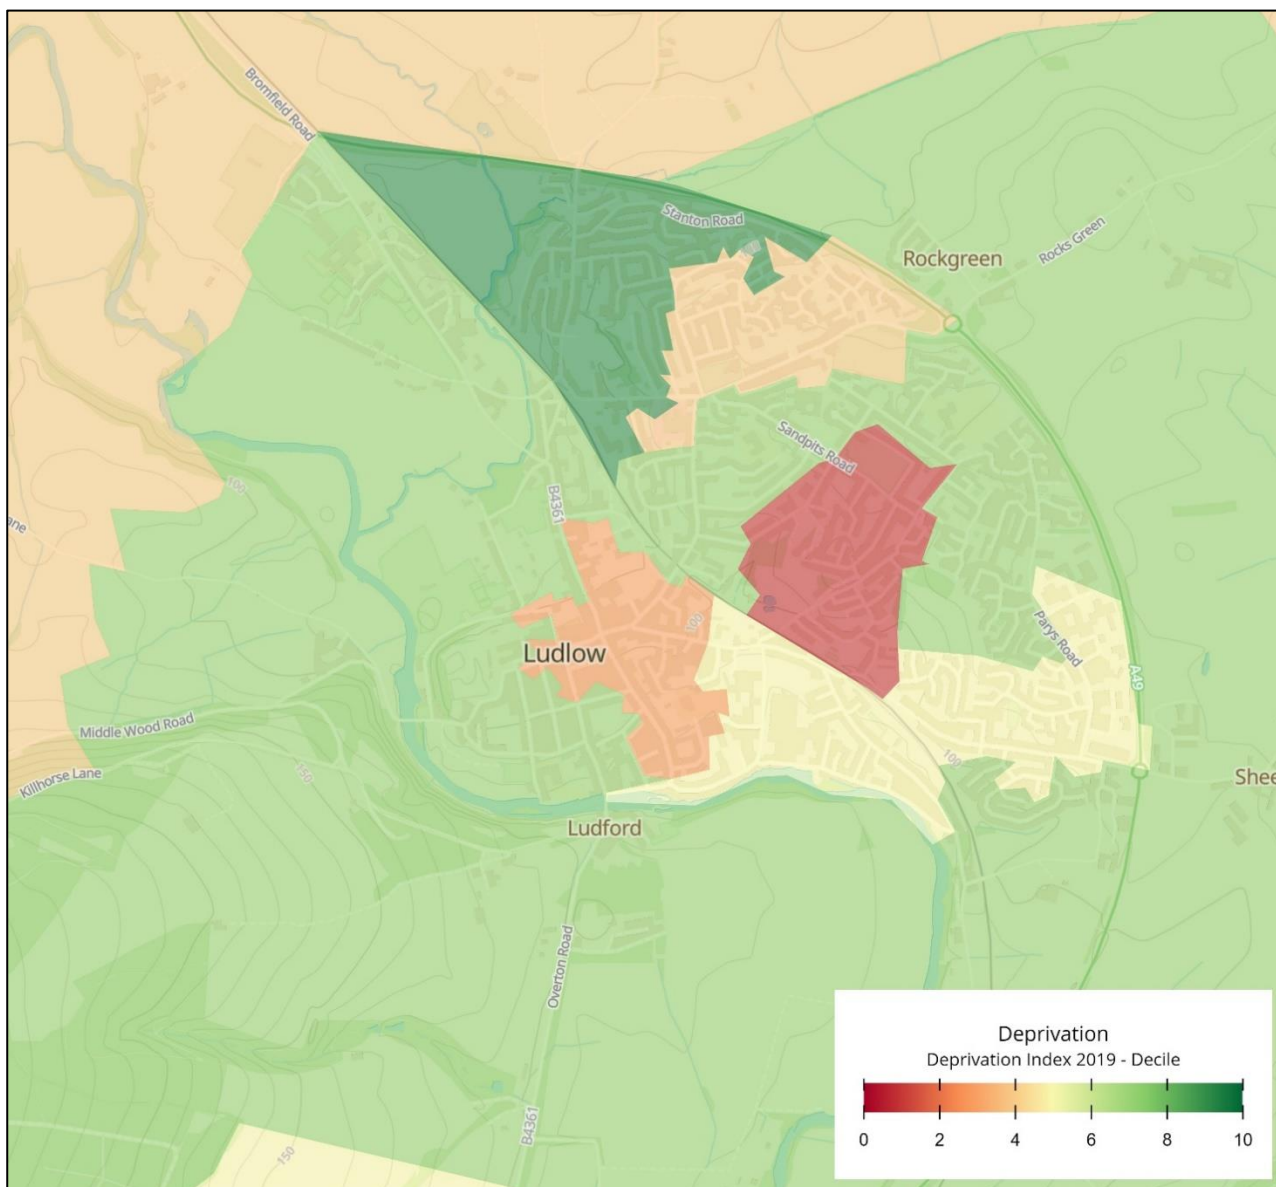 Bromfield Road
Stanton Road
Rockgreen
Rocks Green
Sandpits Road
100
B4361
ane
100
Parys Road
Ludlow
A49
Middle Wood Road
100
150
Killhorse Lane
Shee
Ludford
Overton Road
B4361
150
Deprivation
Deprivation Index 2019 - Decile
0 2 4 6 8 10